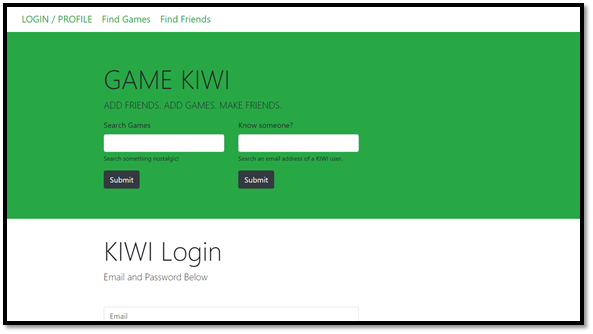 LOGIN / PROFILE Find Games Find Friends
GAME KIWI
ADD FRIENDS. ADD GAMES. MAKE FRIENDS.
Search Games Know someone?
Search something nostalgic! Search an email address of a KIWI user.
Submit Submit
KIWI Login
Email and Password Below
Email